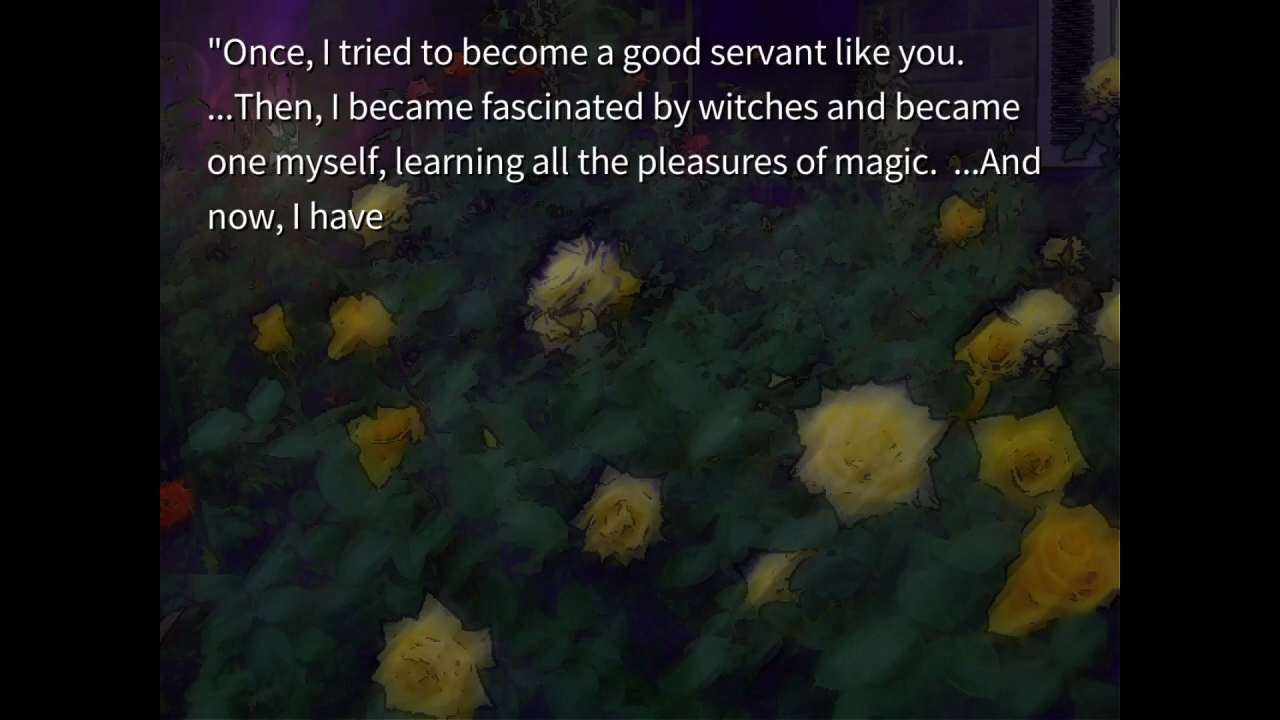 "Once, I tried to become a good servant like you.
...Then, I became fascinated by witches and became
one myself, learning all the pleasures of magic.  ...And
now, I have